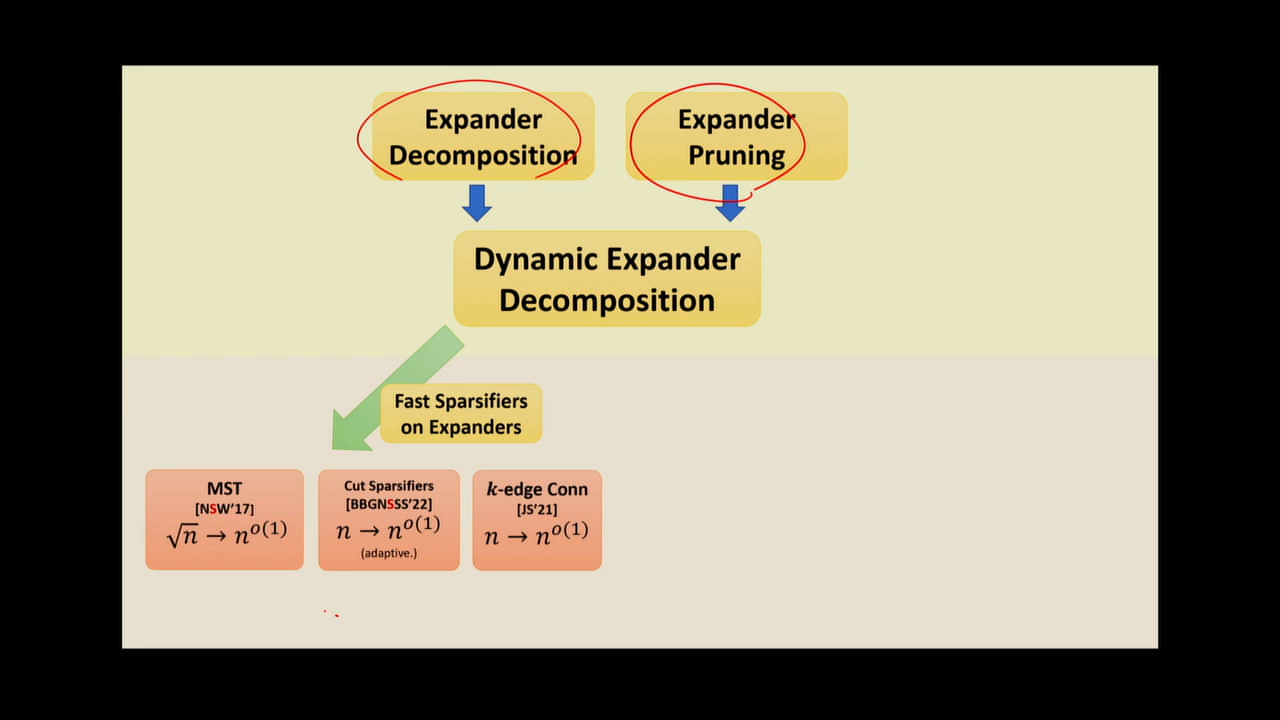 Expander
Decomposition
Expander
Pruning
Dynamic Expander
Decomposition
Fast Sparsifiers
on Expanders
MST
[NSW'17]
√n → n^{o(1)}
Cut Sparsifiers
[BBGNSSS'22]
n → n^{o(1)}
(adaptive.)
k-edge Conn
[JS'21]
n → n^{o(1)}